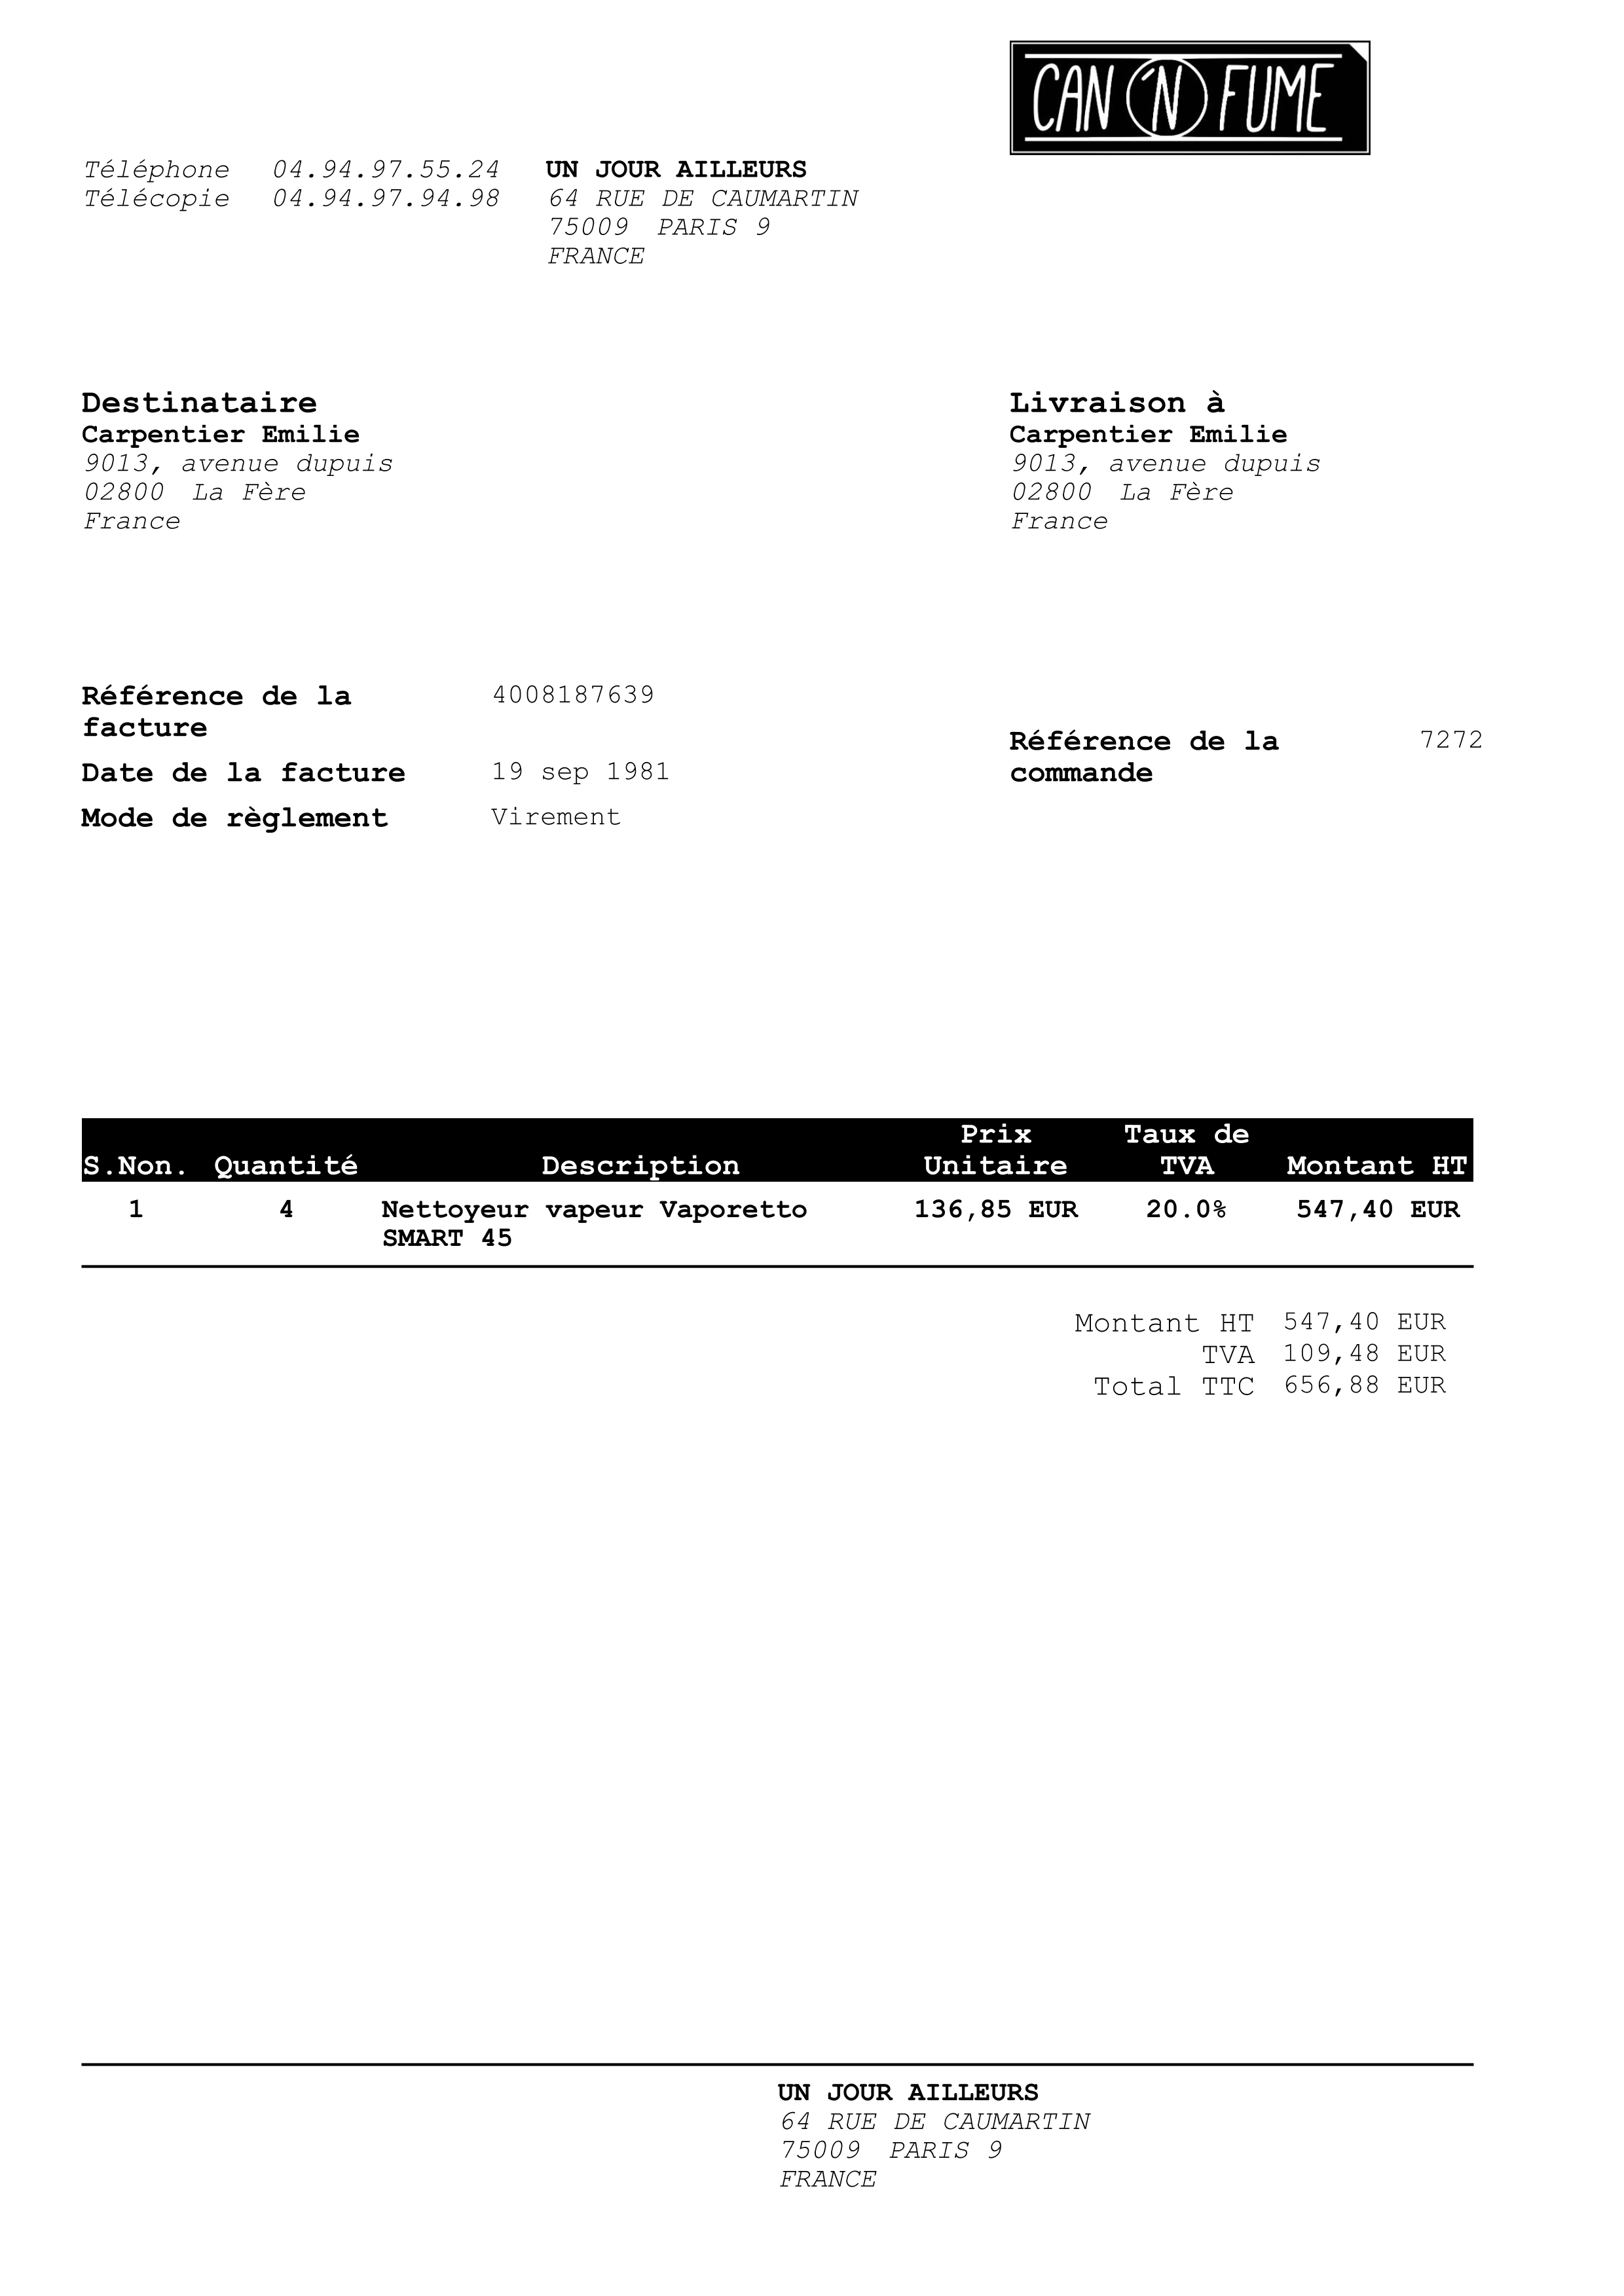 CAN 'N FUME
Téléphone 04.94.97.55.24
Télécopie 04.94.97.94.98
UN JOUR AILLEURS
64 RUE DE CAUMARTIN
75009 PARIS 9
FRANCE
Destinataire
Carpentier Emilie
9013, avenue dupuis
02800 La Fère
France
Livraison à
Carpentier Emilie
9013, avenue dupuis
02800 La Fère
France
Référence de la 4008187639
facture
Date de la facture 19 sep 1981
Mode de règlement Virement
Référence de la 7272
commande
Prix Taux de
S.Non. Quantité Description Unitaire TVA Montant HT
1 4 Nettoyeur vapeur Vaporetto 136,85 EUR 20.0% 547,40 EUR
SMART 45
Montant HT 547,40 EUR
TVA 109,48 EUR
Total TTC 656,88 EUR
UN JOUR AILLEURS
64 RUE DE CAUMARTIN
75009 PARIS 9
FRANCE